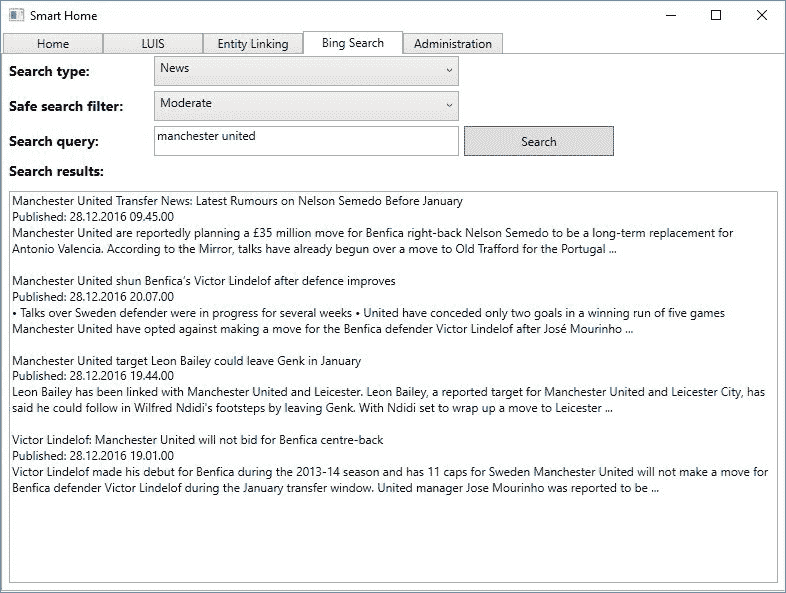 Smart Home
Home LUIS Entity Linking Bing Search Administration
Search type: News
Safe search filter: Moderate
Search query: manchester united Search
Search results:
Manchester United Transfer News: Latest Rumours on Nelson Semedo Before January
Published: 28.12.2016 09.45.00
Manchester United are reportedly planning a £35 million move for Benfica right-back Nelson Semedo to be a long-term replacement for
Antonio Valencia. According to the Mirror, talks have already begun over a move to Old Trafford for the Portugal ...
Manchester United shun Benfica's Victor Lindelof after defence improves
Published: 28.12.2016 20.07.00
• Talks over Sweden defender were in progress for several weeks • United have conceded only two goals in a winning run of five games
Manchester United have opted against making a move for the Benfica defender Victor Lindelof after José Mourinho ...
Manchester United target Leon Bailey could leave Genk in January
Published: 28.12.2016 19.44.00
Leon Bailey has been linked with Manchester United and Leicester. Leon Bailey, a reported target for Manchester United and Leicester City, has
said he could follow in Wilfred Ndidi's footsteps by leaving Genk. With Ndidi set to wrap up a move to Leicester ...
Victor Lindelof: Manchester United will not bid for Benfica centre-back
Published: 28.12.2016 19.01.00
Victor Lindelof made his debut for Benfica during the 2013-14 season and has 11 caps for Sweden Manchester United will not make a move for
Benfica defender Victor Lindelof during the January transfer window. United manager Jose Mourinho was reported to be ...